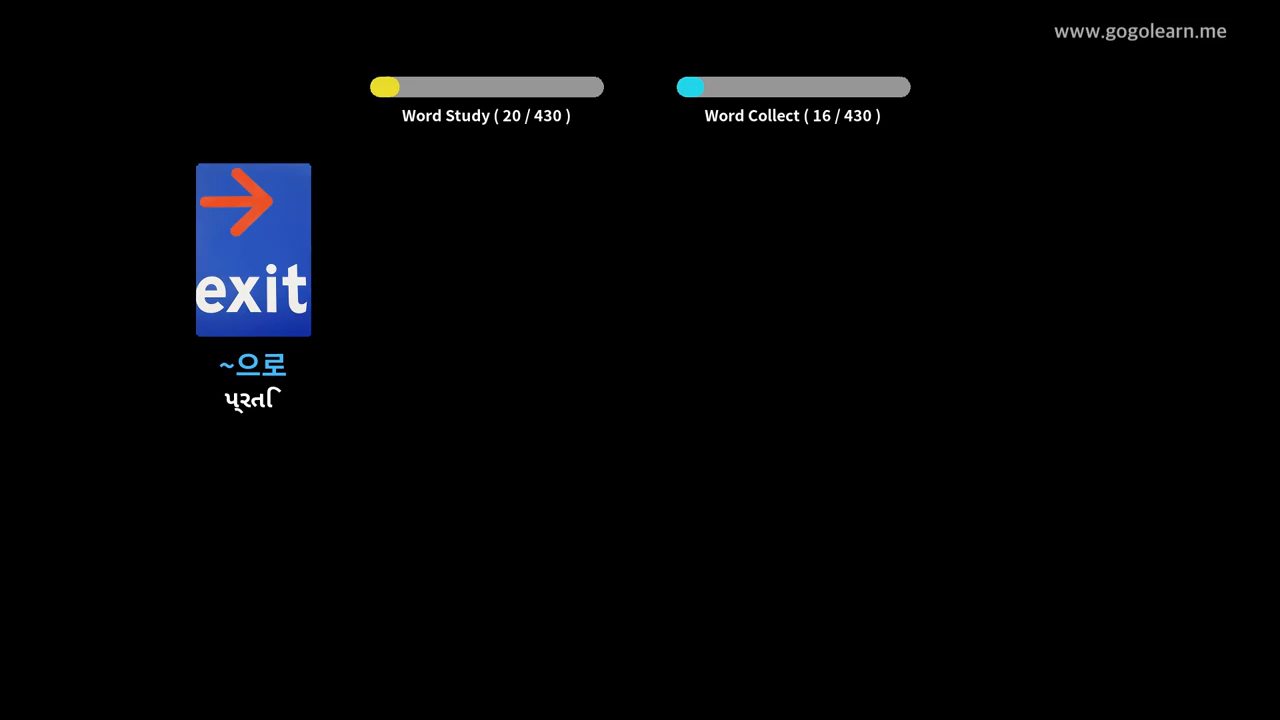 www.gogolearn.me
Word Study ( 20 / 430 )
Word Collect ( 16 / 430 )
exit
~으로
પ્રતિ